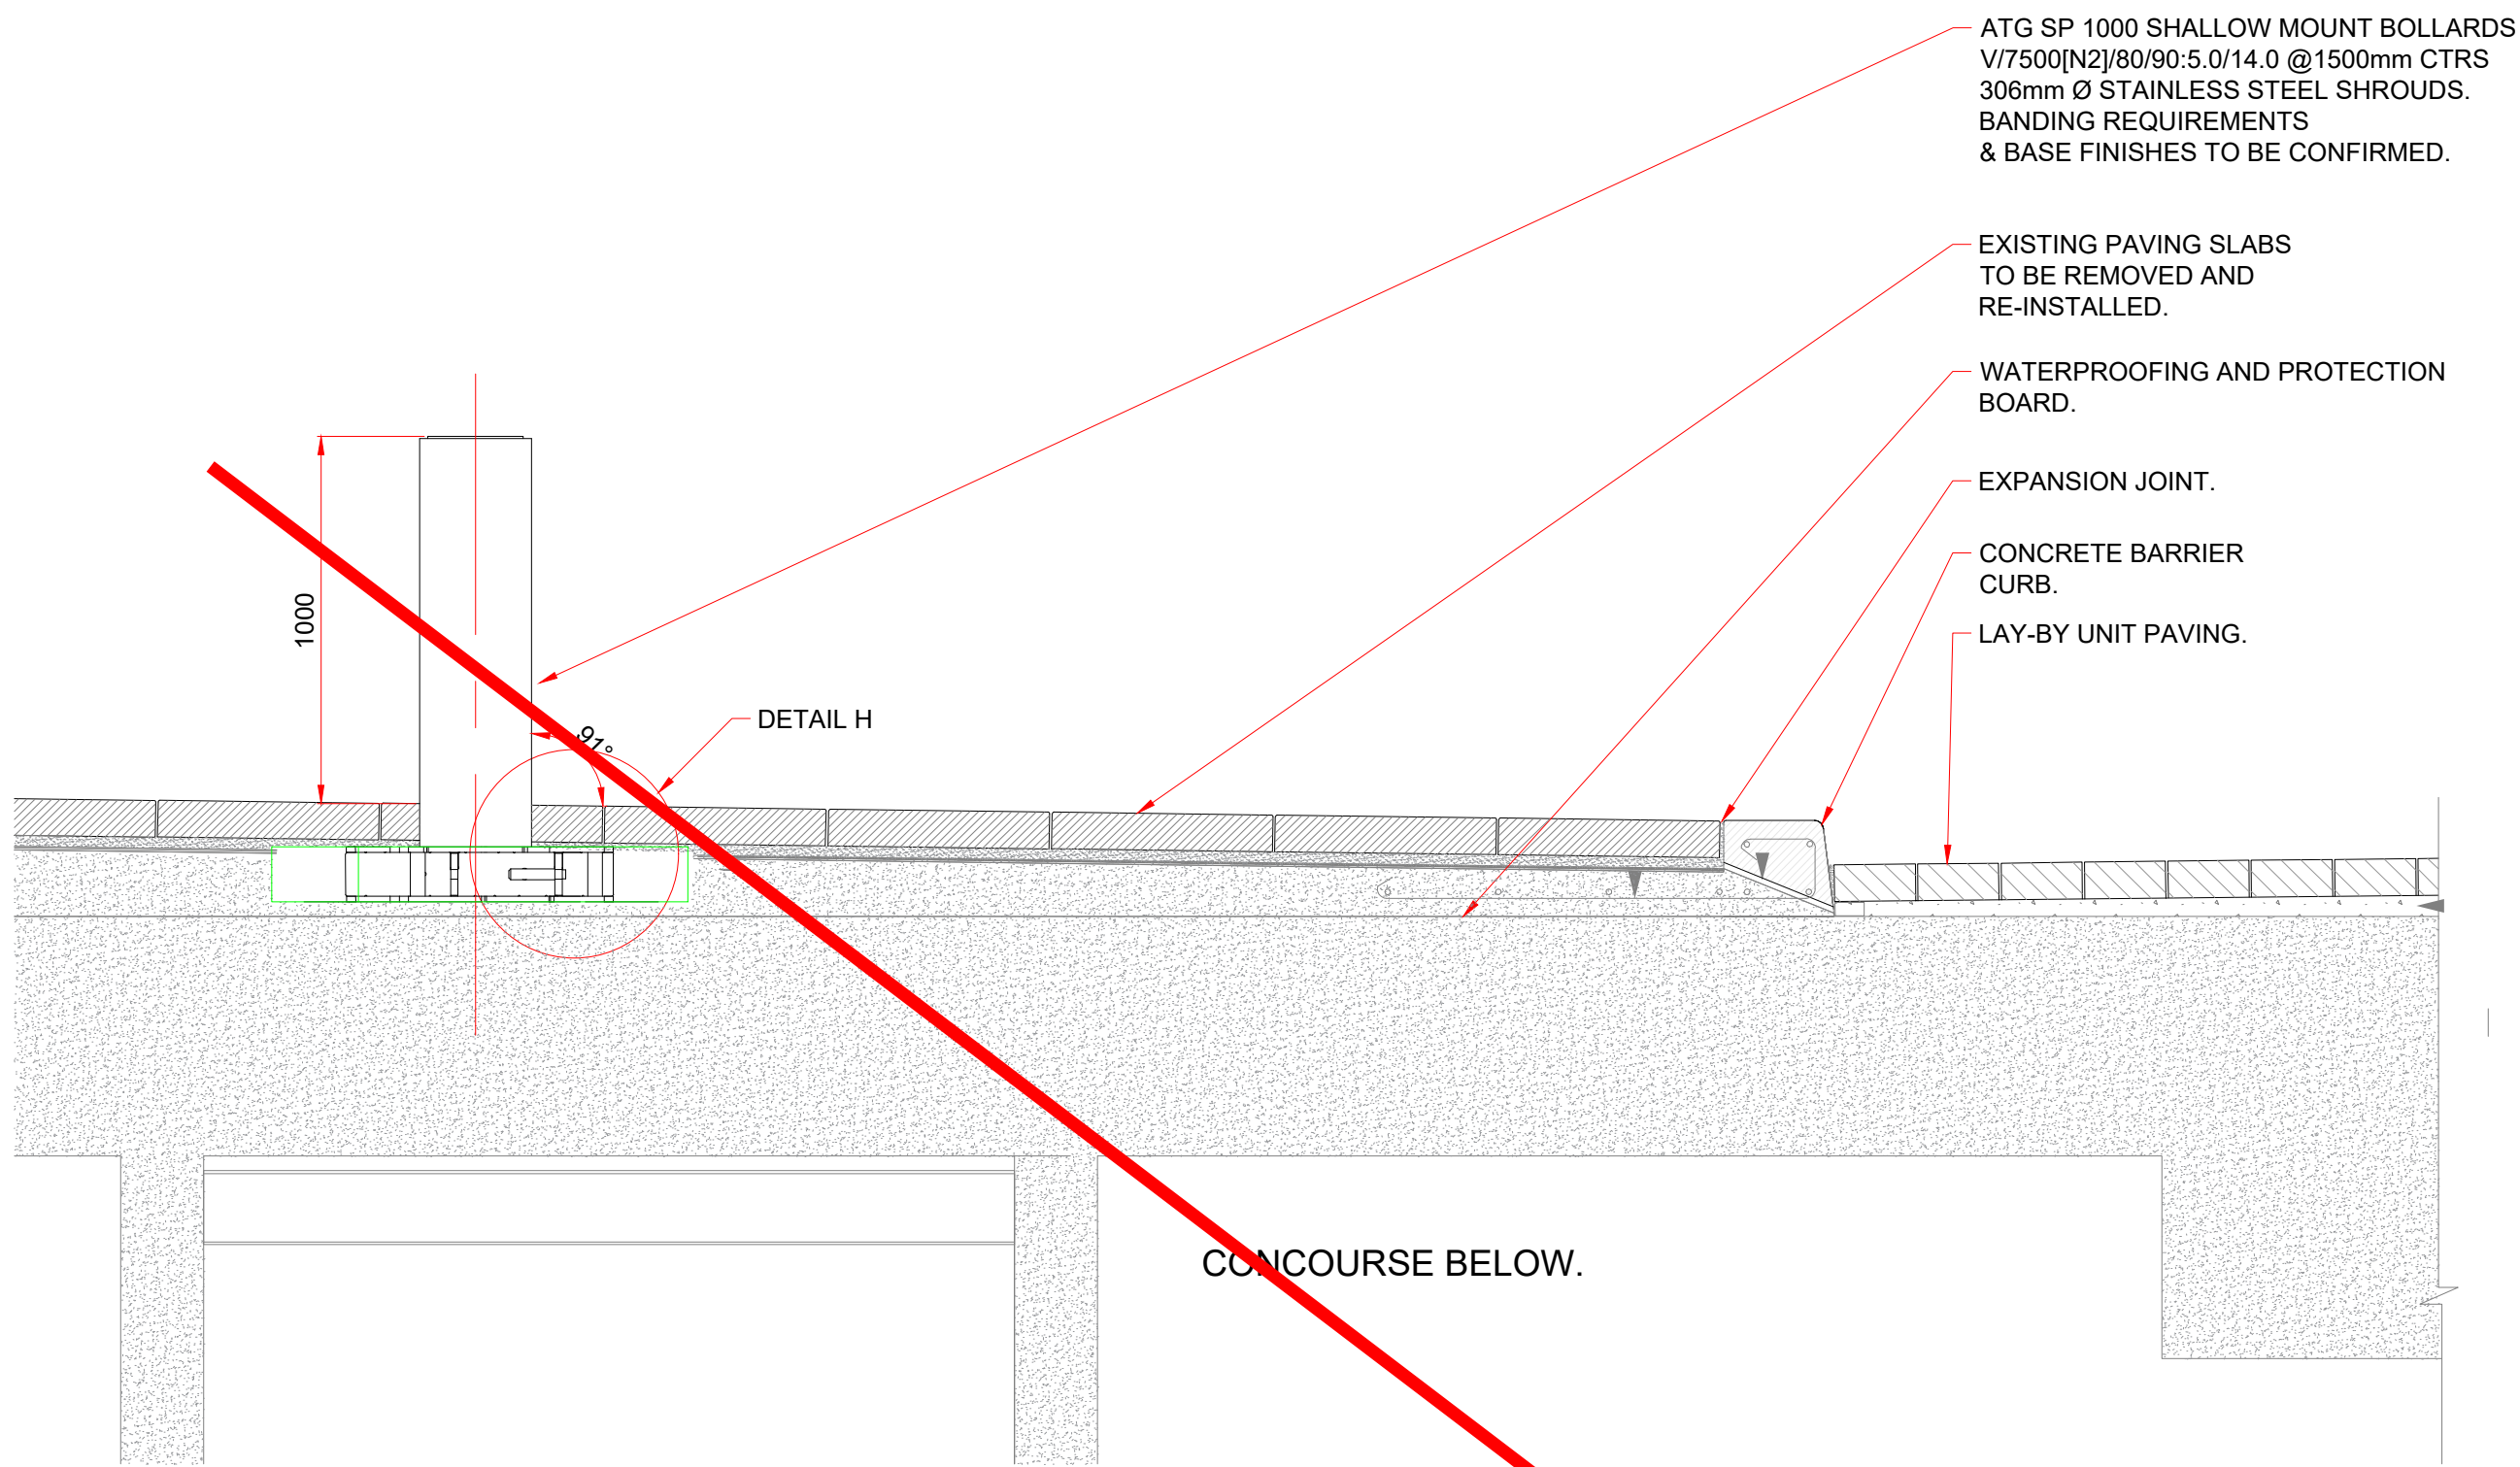 ATG SP 1000 SHALLOW MOUNT BOLLARDS
V/7500[N2]/80/90:5.0/14.0 @1500mm CTRS
306mm Ø STAINLESS STEEL SHROUDS.
BANDING REQUIREMENTS
& BASE FINISHES TO BE CONFIRMED.
EXISTING PAVING SLABS
TO BE REMOVED AND
RE-INSTALLED.
WATERPROOFING AND PROTECTION
BOARD.
EXPANSION JOINT.
CONCRETE BARRIER
CURB.
LAY-BY UNIT PAVING.
1000
DETAIL H
91°
CONCOURSE BELOW.